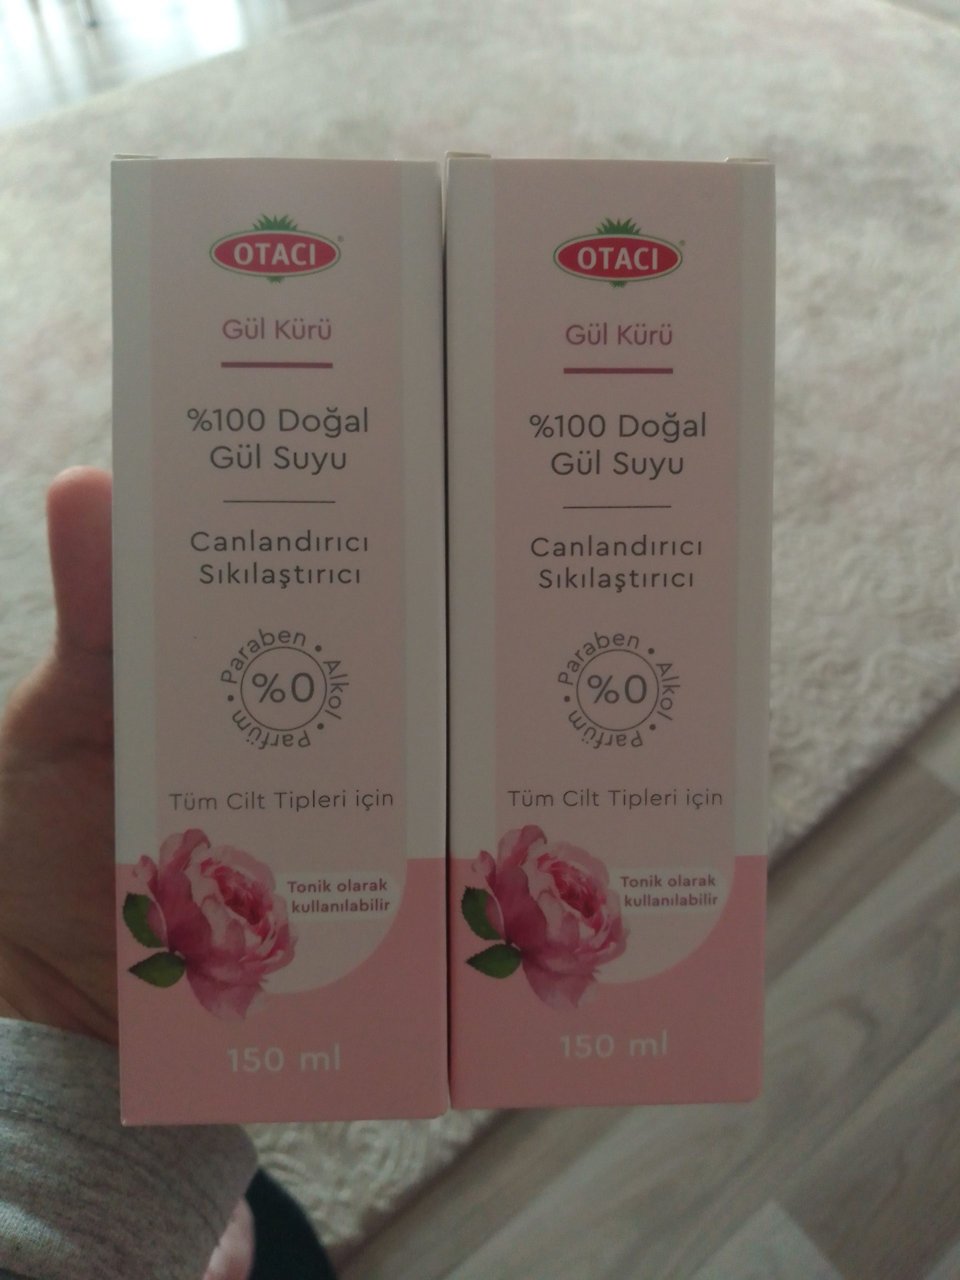 OTACI
Gül Kürü
%100 Doğal
Gül Suyu
Canlandırıcı
Sıkılaştırıcı
Paraben • Alkol • Parfüm •
%0
Tüm Cilt Tipleri için
Tonik olarak
kullanılabilir
150 ml
OTACI
Gül Kürü
%100 Doğal
Gül Suyu
Canlandırıcı
Sıkılaştırıcı
Paraben • Alkol • Parfüm •
%0
Tüm Cilt Tipleri için
Tonik olarak
kullanılabilir
150 ml